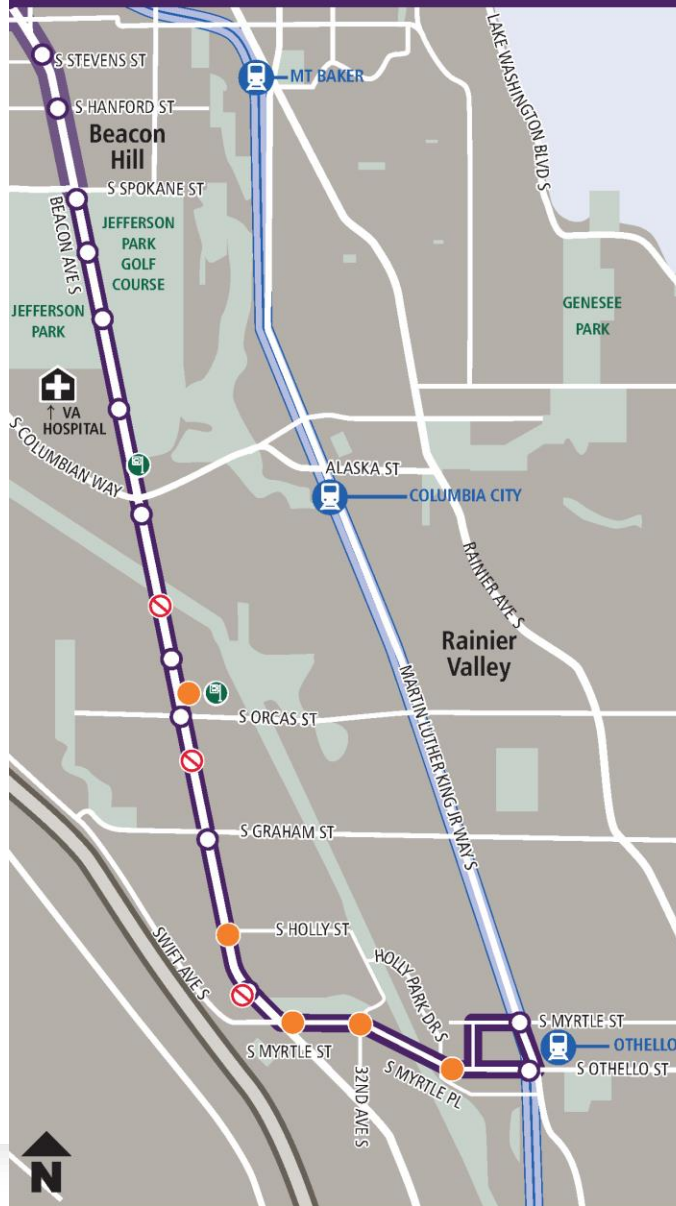 S STEVENS ST
MT BAKER
LAKE WASHINGTON BLVD S
S HANFORD ST
Beacon
Hill
S SPOKANE ST
BEACON AVE S
JEFFERSON
PARK
GOLF
COURSE
JEFFERSON
PARK
GENESEE
PARK
↑ VA
HOSPITAL
S COLUMBIAN WAY
ALASKA ST
COLUMBIA CITY
RAINIER AVE S
Rainier
Valley
MARTIN LUTHER KING JR WAY S
S ORCAS ST
S GRAHAM ST
S HOLLY ST
SWIFT AVE S
HOLLY PARK DR S
S MYRTLE ST
S MYRTLE ST
OTHELLO
S OTHELLO ST
32ND AVE S
S MYRTLE PL
N